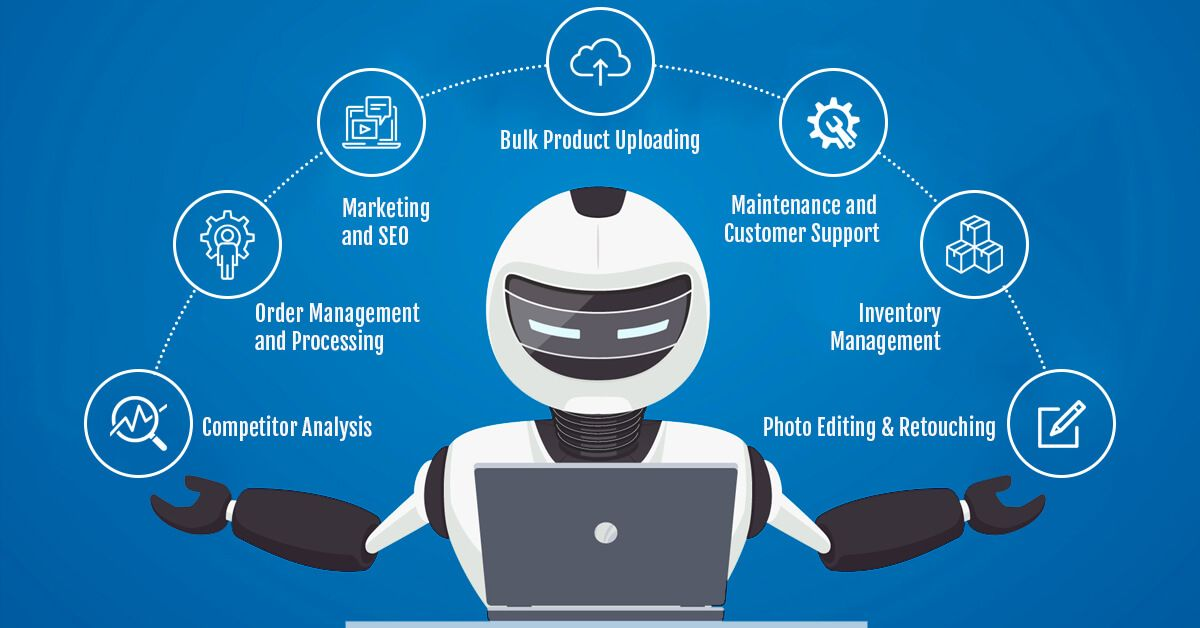 Bulk Product Uploading
Marketing
and SEO
Maintenance and
Customer Support
Order Management
and Processing
Inventory
Management
Competitor Analysis
Photo Editing & Retouching